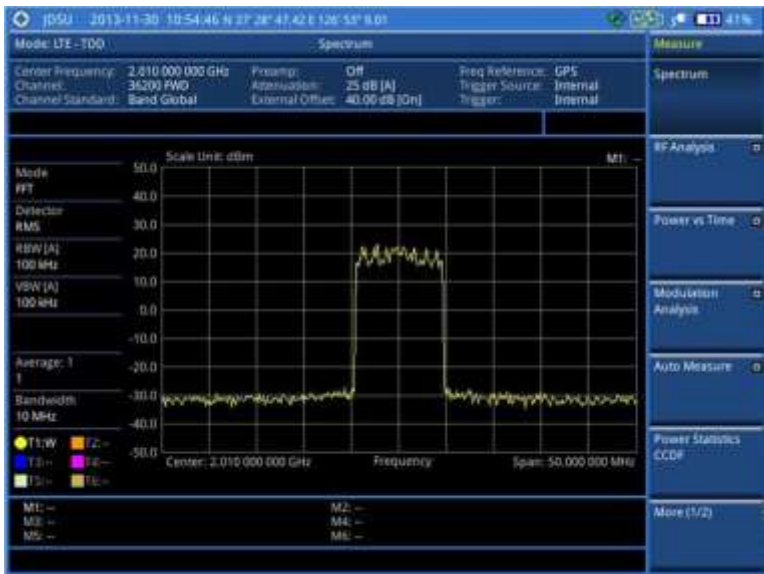 JDSU 2013-11-30 10:54:46 N 37° 28' 47.42 E 126° 53' 9.01 41%
Mode: LTE - TDD Spectrum Measure
Center Frequency: 2.010 000 000 GHz Preamp: Off Freq Reference: GPS
Channel: 36200 FWD Attenuation: 25 dB [A] Trigger Source: Internal
Channel Standard: Band Global External Offset: 40.00 dB [On] Trigger: Internal
Spectrum
RF Analysis
Power vs Time
Modulation Analysis
Auto Measure
Power Statistics CCDF
More (1/2)
Scale Unit: dBm M1: --
Mode
FFT
Detector
RMS
RBW [A]
100 kHz
VBW [A]
100 kHz
Average: 1
1
Bandwidth
10 MHz
T1:W T2:--
T3:-- T4:--
T5:-- T6:--
50.0
40.0
30.0
20.0
10.0
0.0
-10.0
-20.0
-30.0
-40.0
-50.0
Center: 2.010 000 000 GHz Frequency Span: 50.000 000 MHz
M1: -- M2: --
M3: -- M4: --
M5: -- M6: --